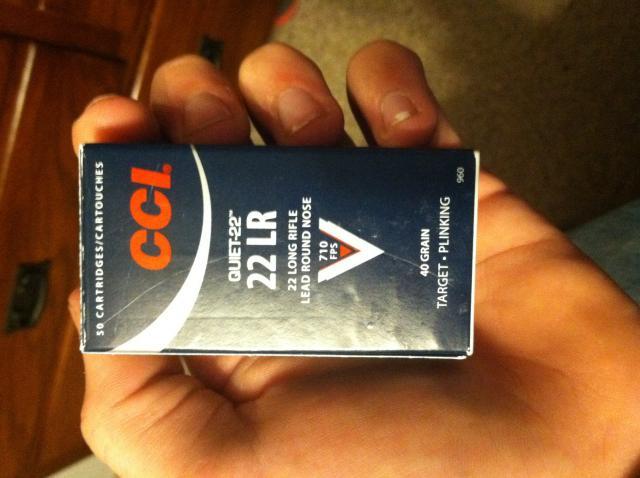 50 CARTRIDGES/CARTOUCHES
CCI.
QUIET-22™
22 LR
22 LONG RIFLE
LEAD ROUND NOSE
710
FPS
40 GRAIN
TARGET • PLINKING
960